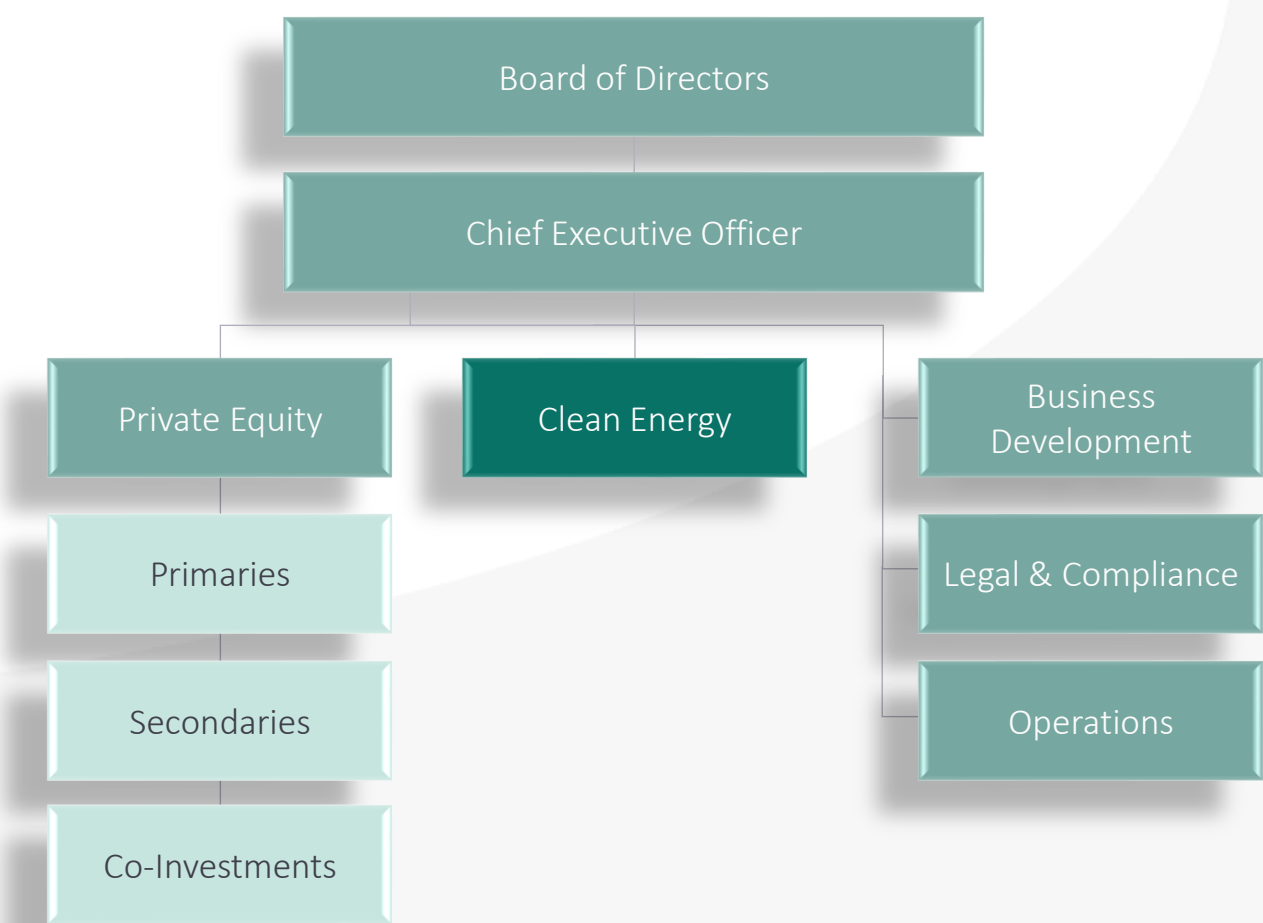 Board of Directors
Chief Executive Officer
Private Equity
Clean Energy
Business
Development
Primaries
Legal & Compliance
Secondaries
Operations
Co-Investments